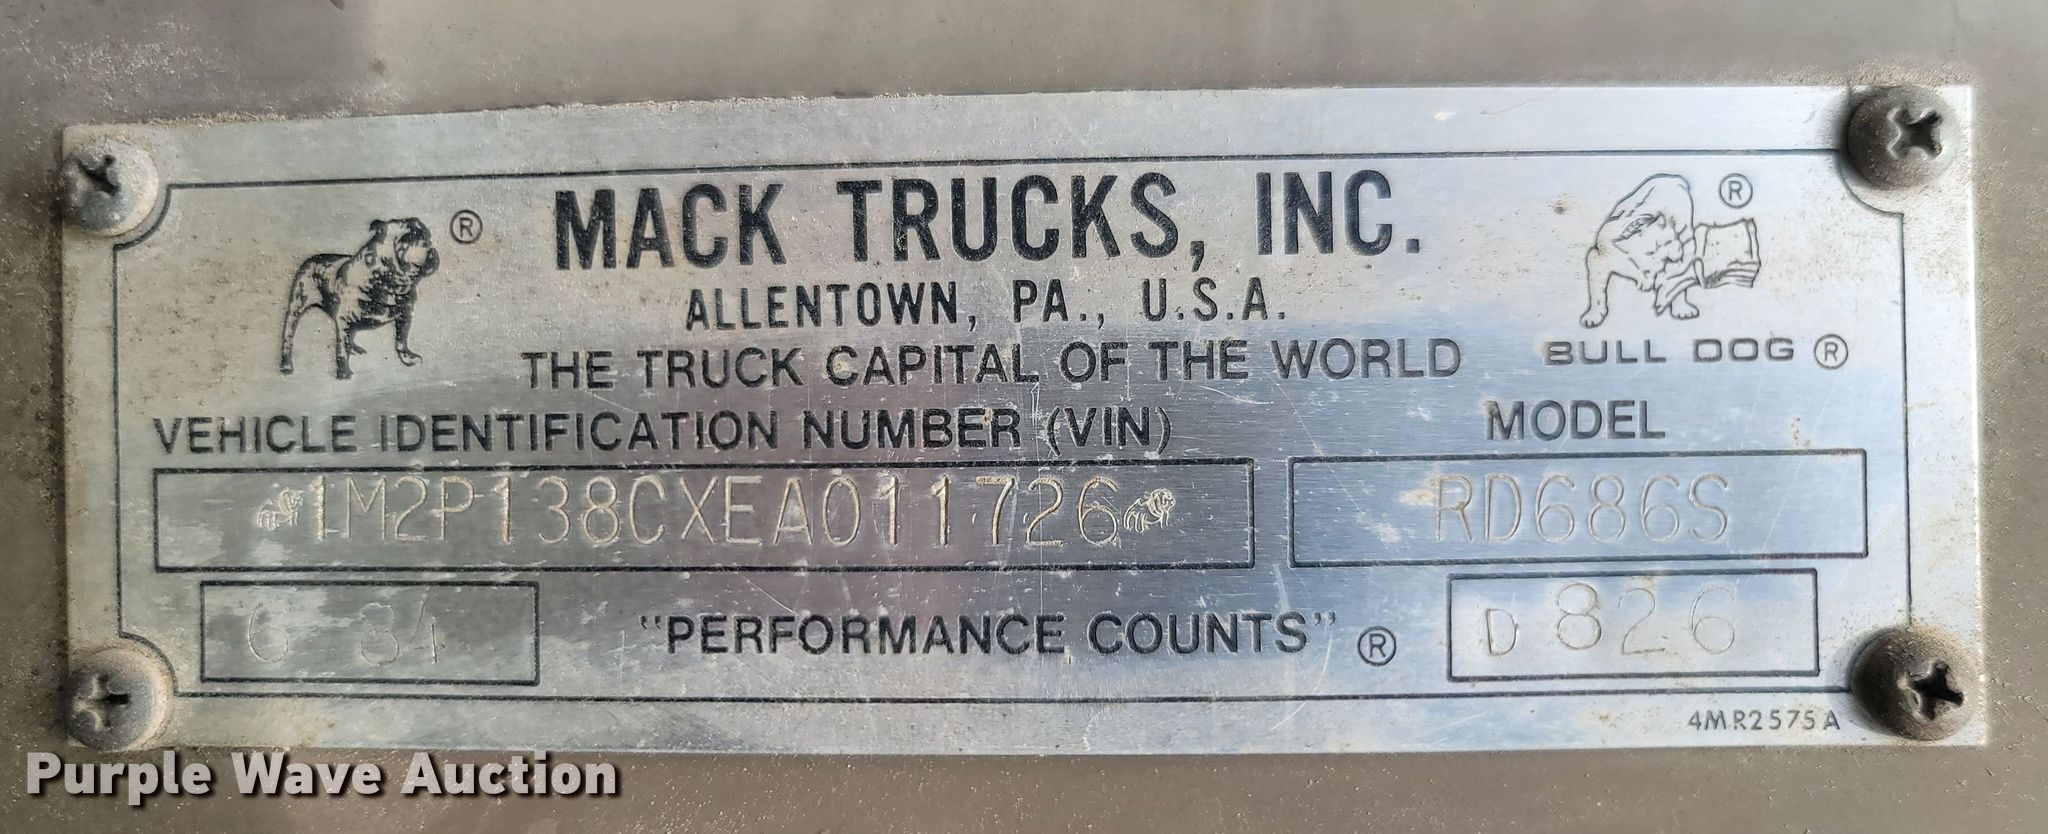 MACK TRUCKS, INC.
ALLENTOWN, PA., U.S.A.
THE TRUCK CAPITAL OF THE WORLD
BULL DOG ®
®
®
VEHICLE IDENTIFICATION NUMBER (VIN)
MODEL
1M2P138CXEA011726
RD686S
6 84
"PERFORMANCE COUNTS" ®
D 826
4MR2575A
Purple Wave Auction